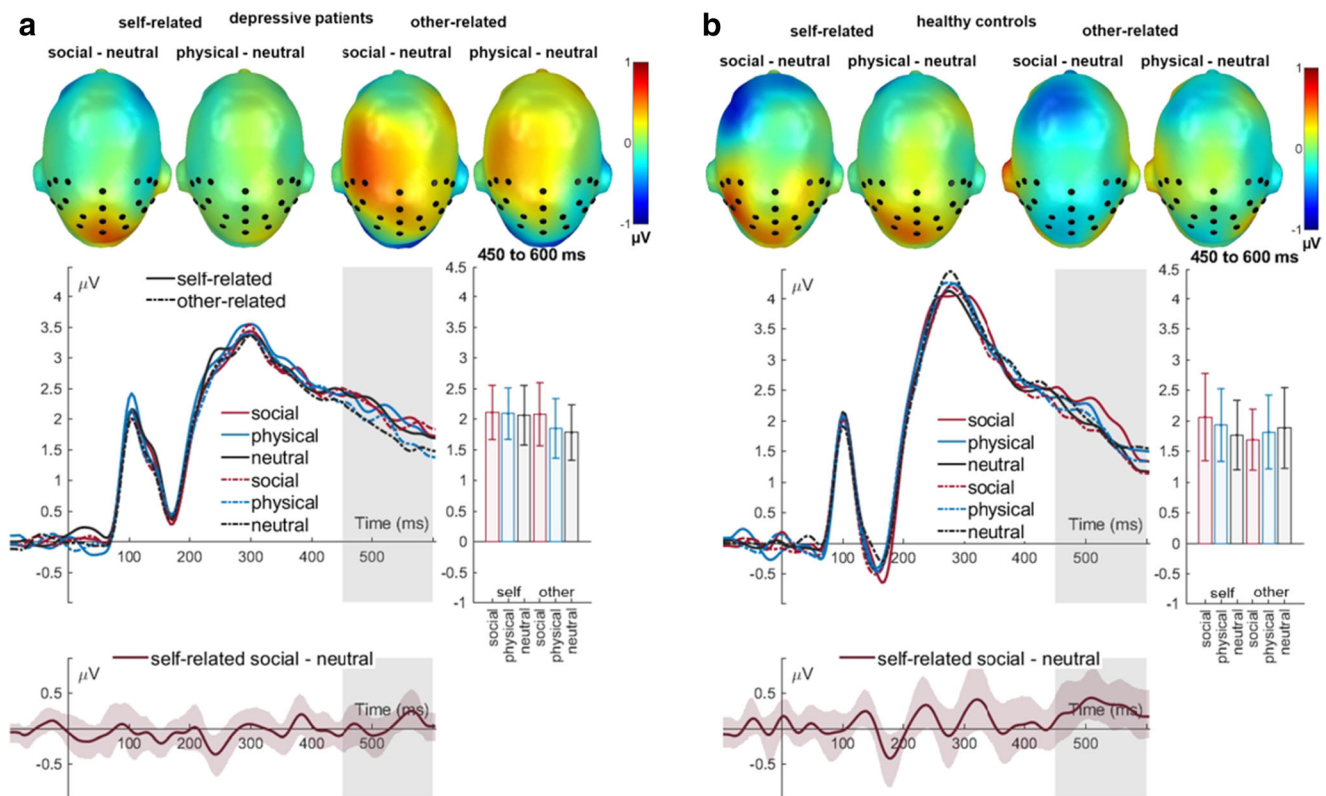 a
depressive patients
self-related
other-related
social - neutral
physical - neutral
social - neutral
physical - neutral
1
0
-1
µV
450 to 600 ms
µV
self-related
other-related
4
3.5
3
2.5
2
1.5
1
0.5
-0.5
social
physical
neutral
social
physical
neutral
Time (ms)
100
200
300
400
500
4.5
4
3.5
3
2.5
2
1.5
1
0.5
0
-0.5
-1
self
other
social
physical
neutral
social
physical
neutral
self-related social - neutral
µV
0.5
-0.5
Time (ms)
100
200
300
400
500
b
healthy controls
self-related
other-related
social - neutral
physical - neutral
social - neutral
physical - neutral
1
0
-1
µV
450 to 600 ms
µV
4
3.5
3
2.5
2
1.5
1
0.5
-0.5
social
physical
neutral
social
physical
neutral
Time (ms)
100
200
300
400
500
4.5
4
3.5
3
2.5
2
1.5
1
0.5
0
-0.5
-1
self
other
social
physical
neutral
social
physical
neutral
self-related social - neutral
µV
0.5
-0.5
Time (ms)
100
200
300
400
500